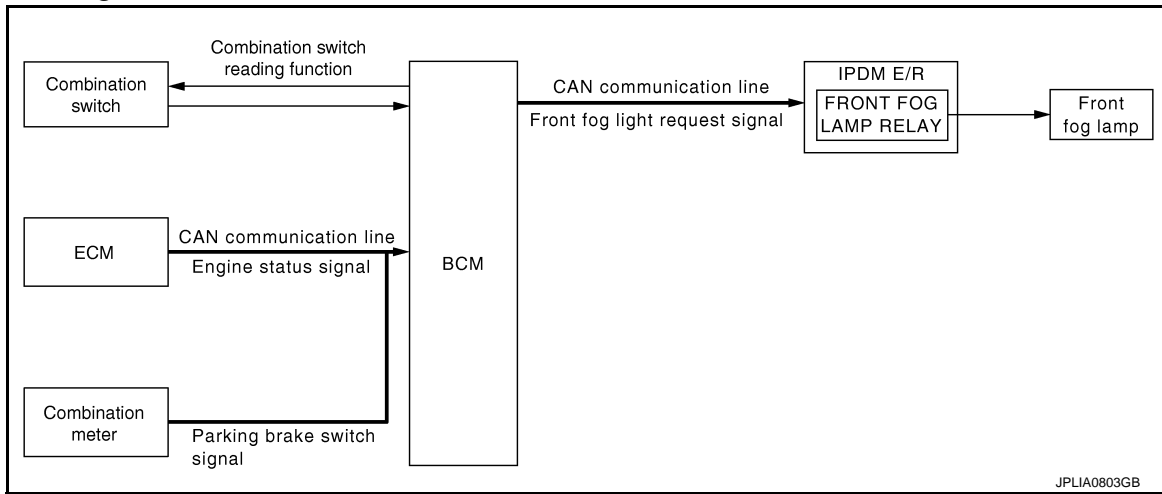 Combination switch
reading function
Combination
switch
BCM
CAN communication line
Front fog light request signal
IPDM E/R
FRONT FOG
LAMP RELAY
Front
fog lamp
ECM
CAN communication line
Engine status signal
Combination
meter
Parking brake switch
signal
JPLIA0803GB